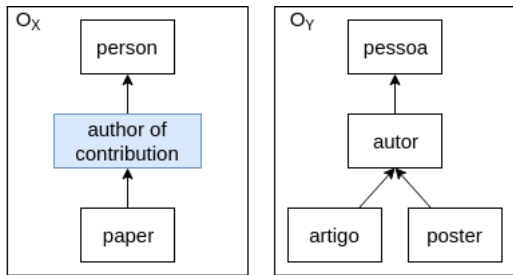 OX
person
author of
contribution
paper
OY
pessoa
autor
artigo
poster